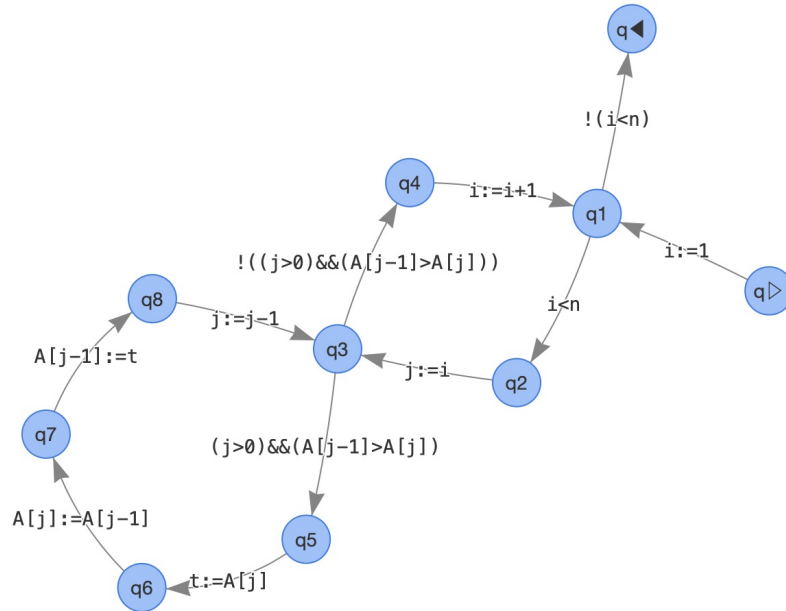 q◀
!(i<n)
q4
i:=i+1
q1
i:=1
q▷
!((j>0)&&(A[j-1]>A[j]))
q8
i<n
j:=j-1
q3
A[j-1]:=t
j:=i
q2
q7
(j>0)&&(A[j-1]>A[j])
A[j]:=A[j-1]
q5
t:=A[j]
q6